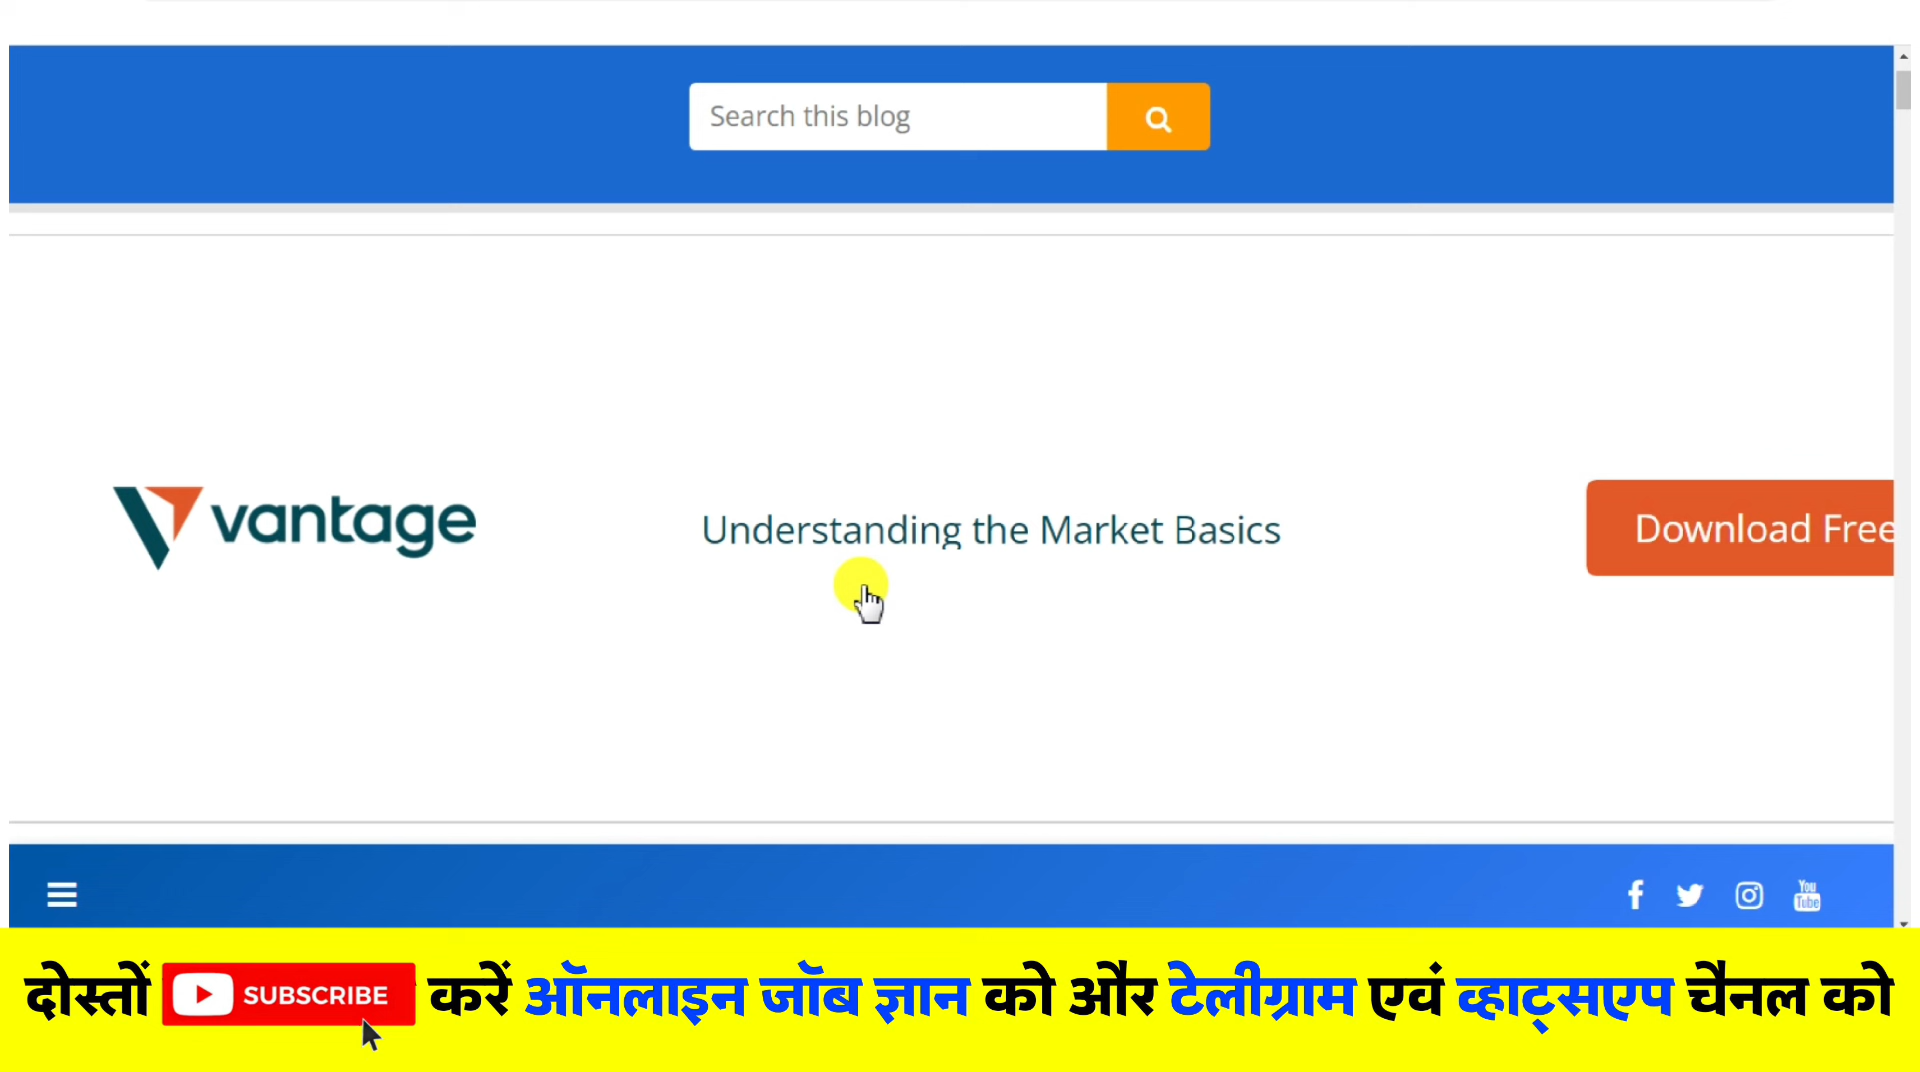 Search this blog
vantage
Understanding the Market Basics
Download Free
You
Tube
दोस्तों SUBSCRIBE करें ऑनलाइन जॉब ज्ञान को और टेलीग्राम एवं व्हाट्सएप चैनल को